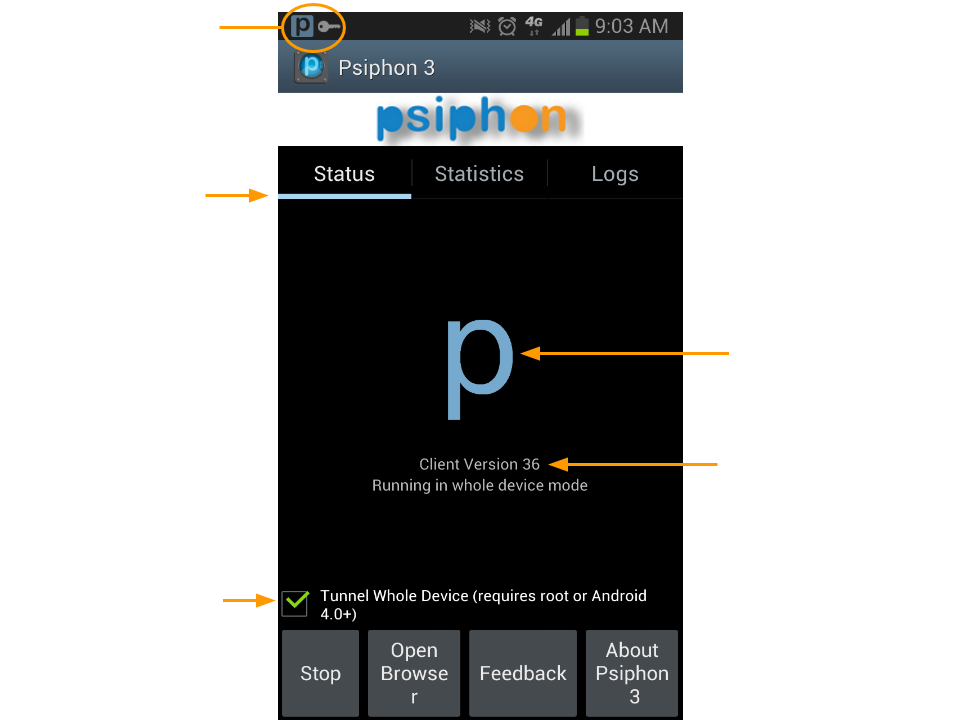 p
4G
9:03 AM
p
Psiphon 3
psiphon
Status
Statistics
Logs
p
Client Version 36
Running in whole device mode
Tunnel Whole Device (requires root or Android
4.0+)
Stop
Open
Browse
r
Feedback
About
Psiphon
3